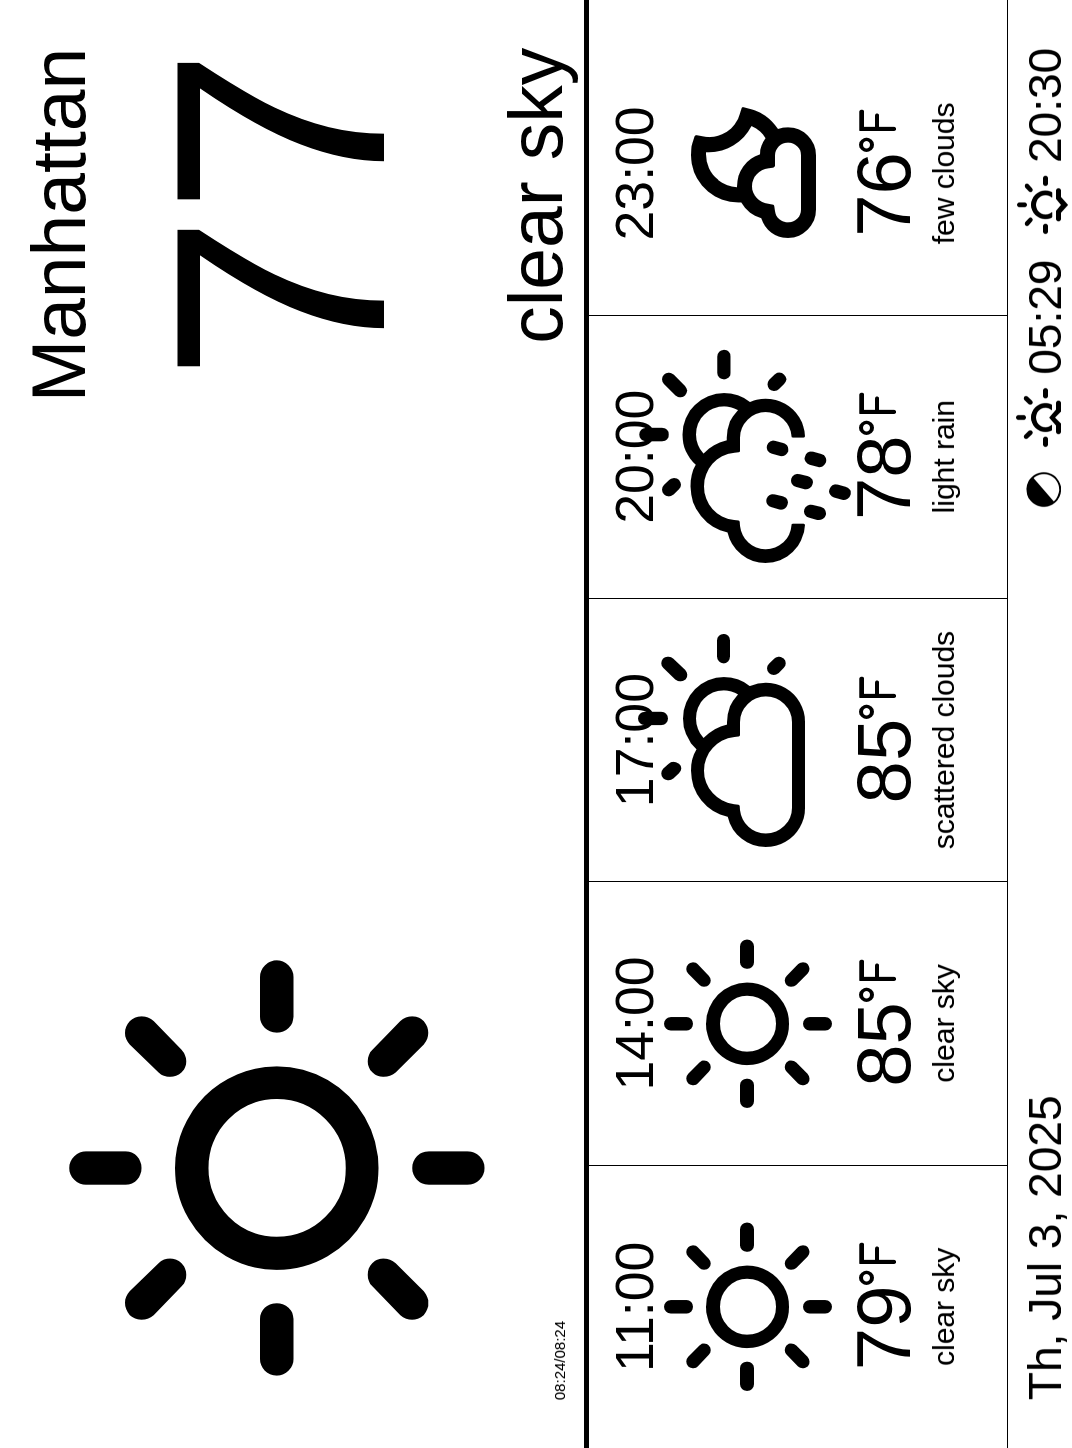 Manhattan
77
clear sky
08:24/08:24
11:00
79°F
clear sky
14:00
85°F
clear sky
17:00
85°F
scattered clouds
20:00
78°F
light rain
23:00
76°F
few clouds
Th, Jul 3, 2025
05:29
20:30